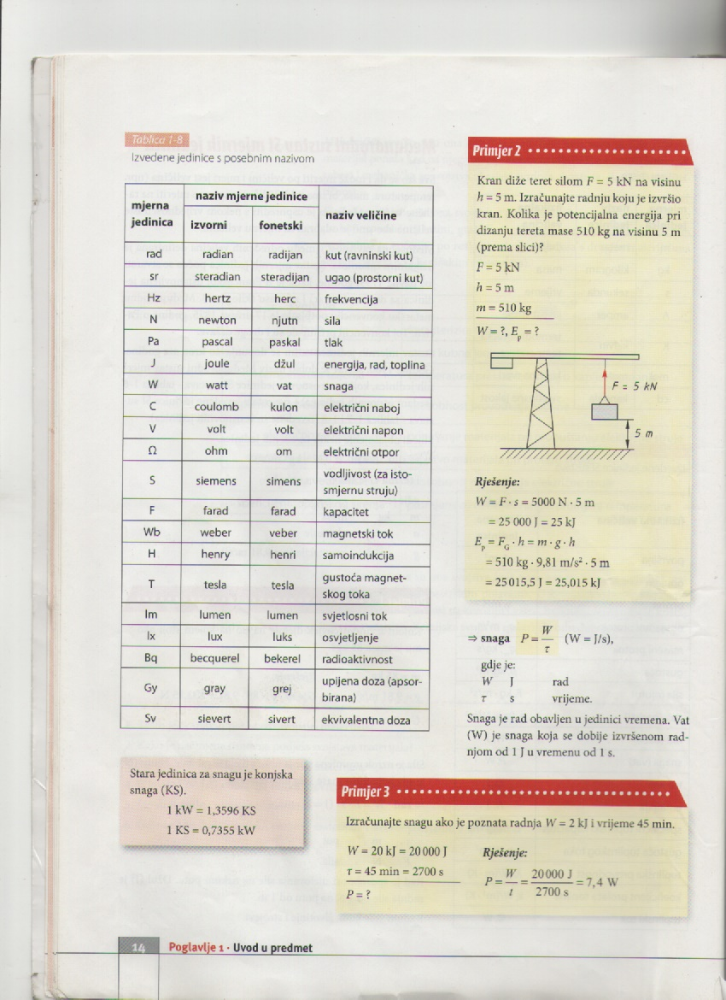 Tablica 1-8
Izvedene jedinice s posebnim nazivom
mjerna jedinica | naziv mjerne jedinice | naziv veličine
izvorni | fonetski
rad | radian | radijan | kut (ravninski kut)
sr | steradian | steradijan | ugao (prostorni kut)
Hz | hertz | herc | frekvencija
N | newton | njutn | sila
Pa | pascal | paskal | tlak
J | joule | džul | energija, rad, toplina
W | watt | vat | snaga
C | coulomb | kulon | električni naboj
V | volt | volt | električni napon
Ω | ohm | om | električni otpor
S | siemens | simens | vodljivost (za isto-
smjernu struju)
F | farad | farad | kapacitet
Wb | weber | veber | magnetski tok
H | henry | henri | samoindukcija
T | tesla | tesla | gustoća magnet-
skog toka
lm | lumen | lumen | svjetlosni tok
lx | lux | luks | osvjetljenje
Bq | becquerel | bekerel | radioaktivnost
Gy | gray | grej | upijena doza (apsor-
birana)
Sv | sievert | sivert | ekvivalentna doza
Stara jedinica za snagu je konjska
snaga (KS).
1 kW = 1,3596 KS
1 KS = 0,7355 kW
Primjer 2
Kran diže teret silom F = 5 kN na visinu
h = 5 m. Izračunajte radnju koju je izvršio
kran. Kolika je potencijalna energija pri
dizanju tereta mase 510 kg na visinu 5 m
(prema slici)?
F = 5 kN
h = 5 m
m = 510 kg
W = ?, Ep = ?
F = 5 kN
5 m
Rješenje:
W = F · s = 5000 N · 5 m
= 25 000 J = 25 kJ
Ep = FG · h = m · g · h
= 510 kg · 9,81 m/s² · 5 m
= 25 015,5 J = 25,015 kJ
⇒ snaga P = W/τ (W = J/s),
gdje je:
W J rad
τ s vrijeme.
Snaga je rad obavljen u jedinici vremena. Vat
(W) je snaga koja se dobije izvršenom rad-
njom od 1 J u vremenu od 1 s.
Primjer 3
Izračunajte snagu ako je poznata radnja W = 2 kJ i vrijeme 45 min.
W = 20 kJ = 20 000 J
τ = 45 min = 2700 s
P = ?
Rješenje:
P = W/t = 20 000 J/2700 s = 7,4 W
14 Poglavlje 1 · Uvod u predmet